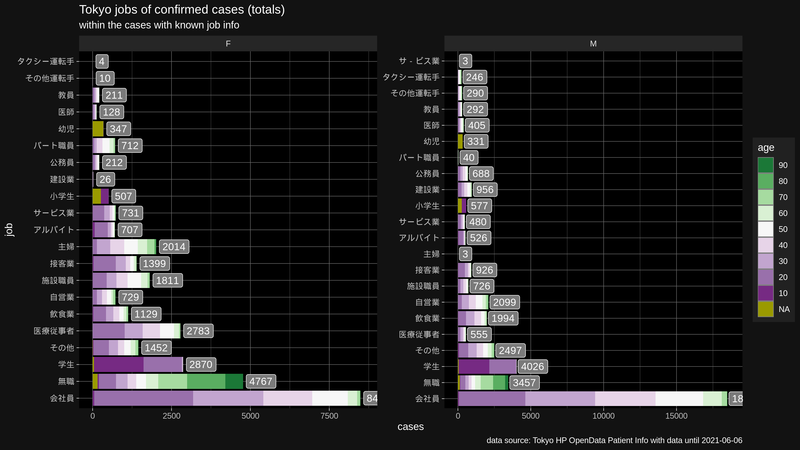 Tokyo jobs of confirmed cases (totals)
within the cases with known job info
F
タクシー運転手 4
その他運転手 10
教員 211
医師 128
幼児 347
パート職員 712
公務員 212
建設業 26
小学生 507
サービス業 731
アルバイト 707
主婦 2014
接客業 1399
施設職員 1811
自営業 729
飲食業 1129
医療従事者 2783
その他 1452
学生 2870
無職 4767
会社員 84
0 2500 5000 7500
M
サ - ビス業 3
タクシー運転手 246
その他運転手 290
教員 292
医師 405
幼児 331
パート職員 40
公務員 688
建設業 956
小学生 577
サービス業 480
アルバイト 526
主婦 3
接客業 926
施設職員 726
自営業 2099
飲食業 1994
医療従事者 555
その他 2497
学生 4026
無職 3457
会社員 18
0 5000 10000 15000
job
cases
age
90
80
70
60
50
40
30
20
10
NA
data source: Tokyo HP OpenData Patient Info with data until 2021-06-06